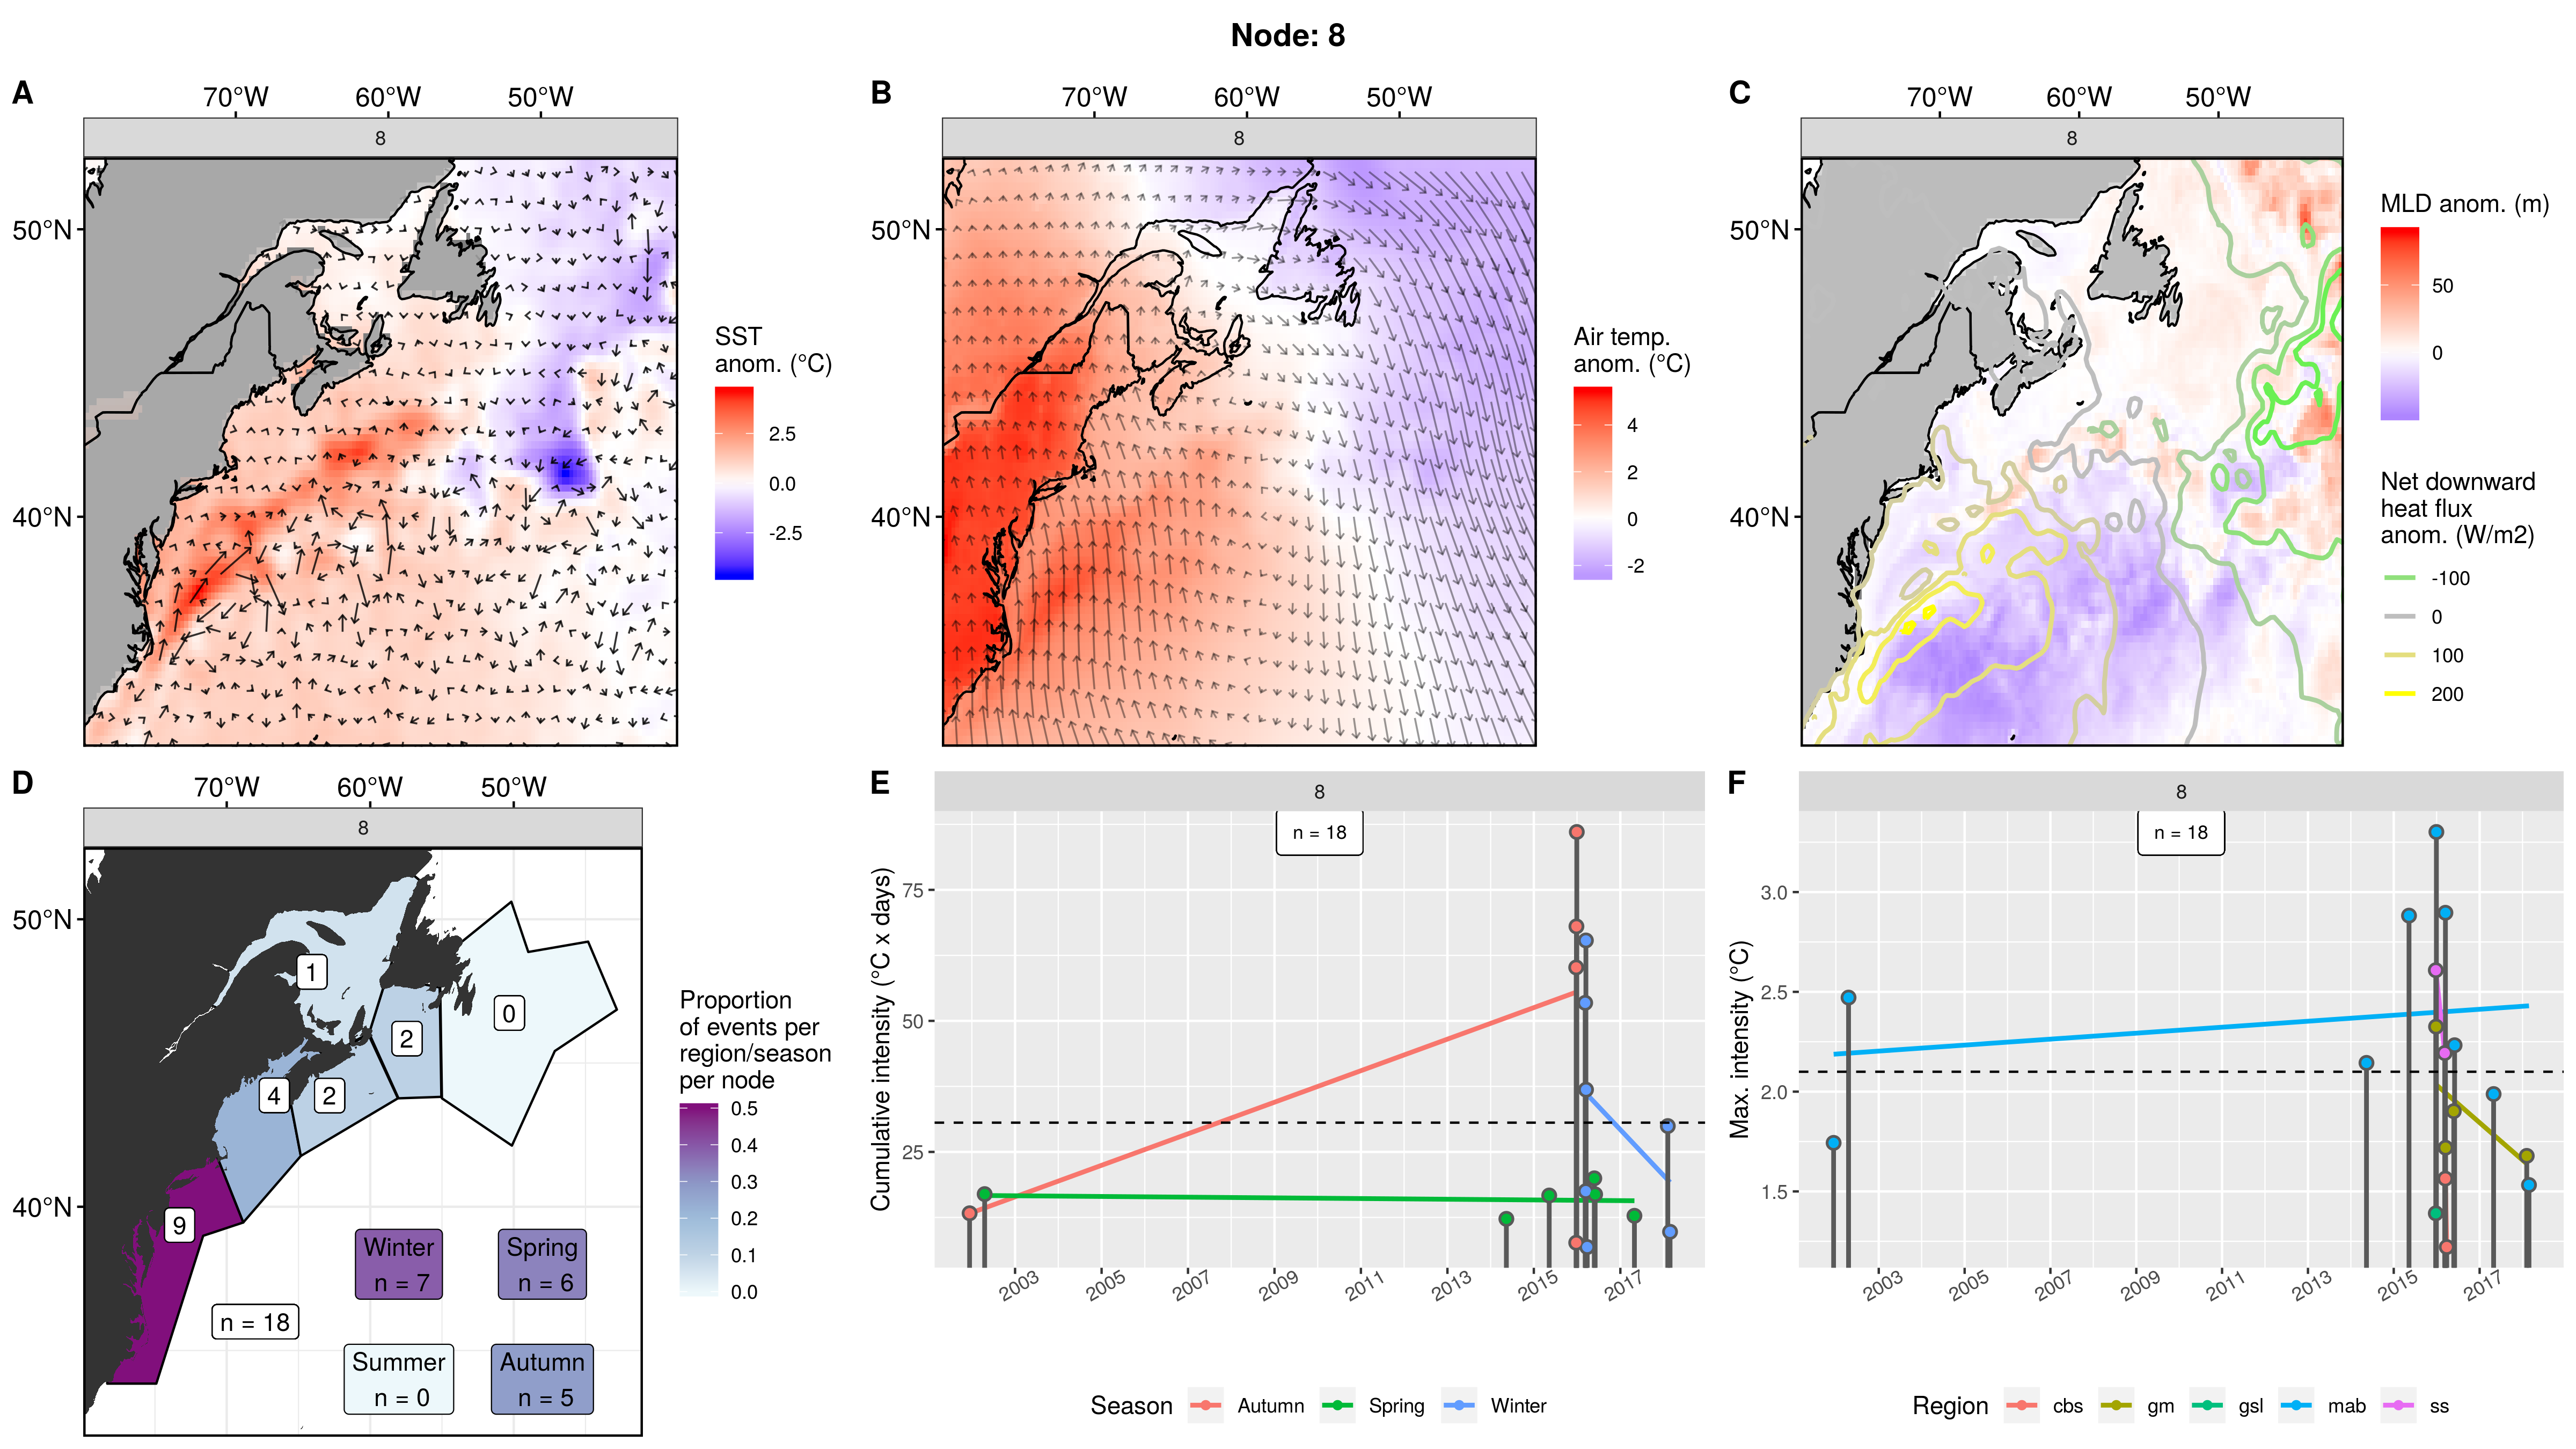 Node: 8
A
70°W 60°W 50°W
8
50°N
40°N
SST
anom. (°C)
2.5
0.0
-2.5
B
70°W 60°W 50°W
8
50°N
40°N
Air temp.
anom. (°C)
4
2
0
-2
C
70°W 60°W 50°W
8
50°N
40°N
MLD anom. (m)
50
0
Net downward
heat flux
anom. (W/m2)
-100
0
100
200
D
70°W 60°W 50°W
8
50°N
40°N
1
2
0
4
2
9
Winter
n = 7
Spring
n = 6
n = 18
Summer
n = 0
Autumn
n = 5
Proportion
of events per
region/season
per node
0.5
0.4
0.3
0.2
0.1
0.0
E
8
n = 18
Cumulative intensity (°C x days)
75
50
25
2003 2005 2007 2009 2011 2013 2015 2017
Season Autumn Spring Winter
F
8
n = 18
Max. intensity (°C)
3.0
2.5
2.0
1.5
2003 2005 2007 2009 2011 2013 2015 2017
Region cbs gm gsl mab ss